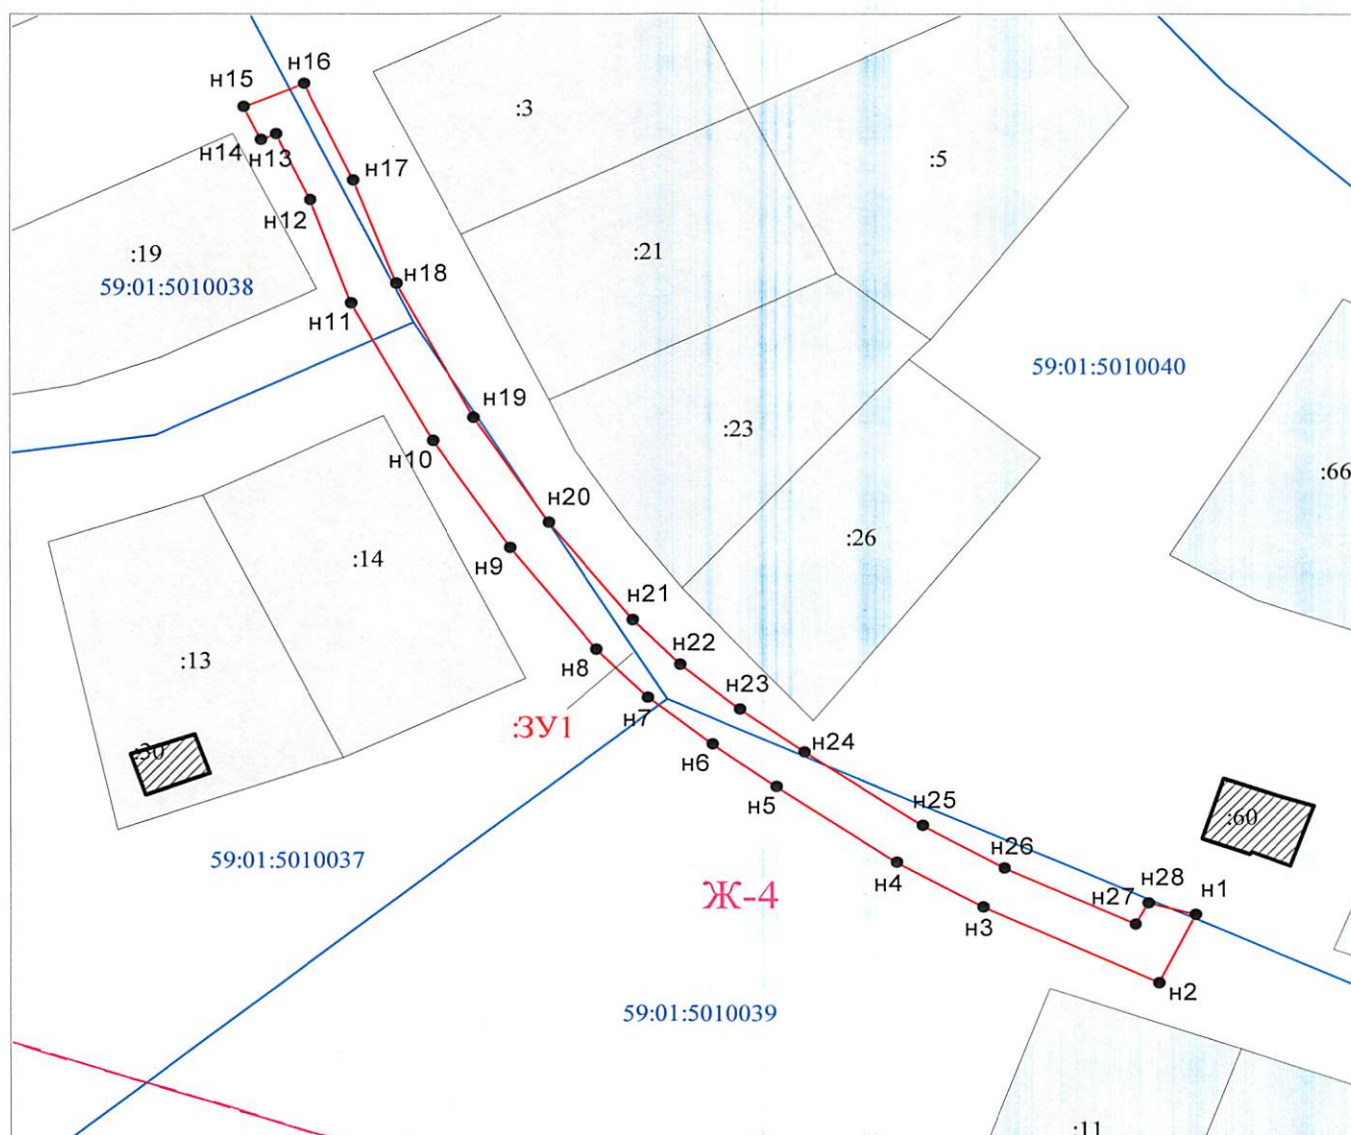 н16
н15
:3
н14
н13
:5
н17
н12
:19
:21
59:01:5010038
н18
н11
59:01:5010040
н19
:23
н10
:66
н20
:26
н9
:14
н21
н22
:13
н8
н23
н7
:ЗУ1
н24
:30
н6
н5
н25
:60
59:01:5010037
н26
н4
Ж-4
н28
н1
н27
н3
н2
59:01:5010039
:11